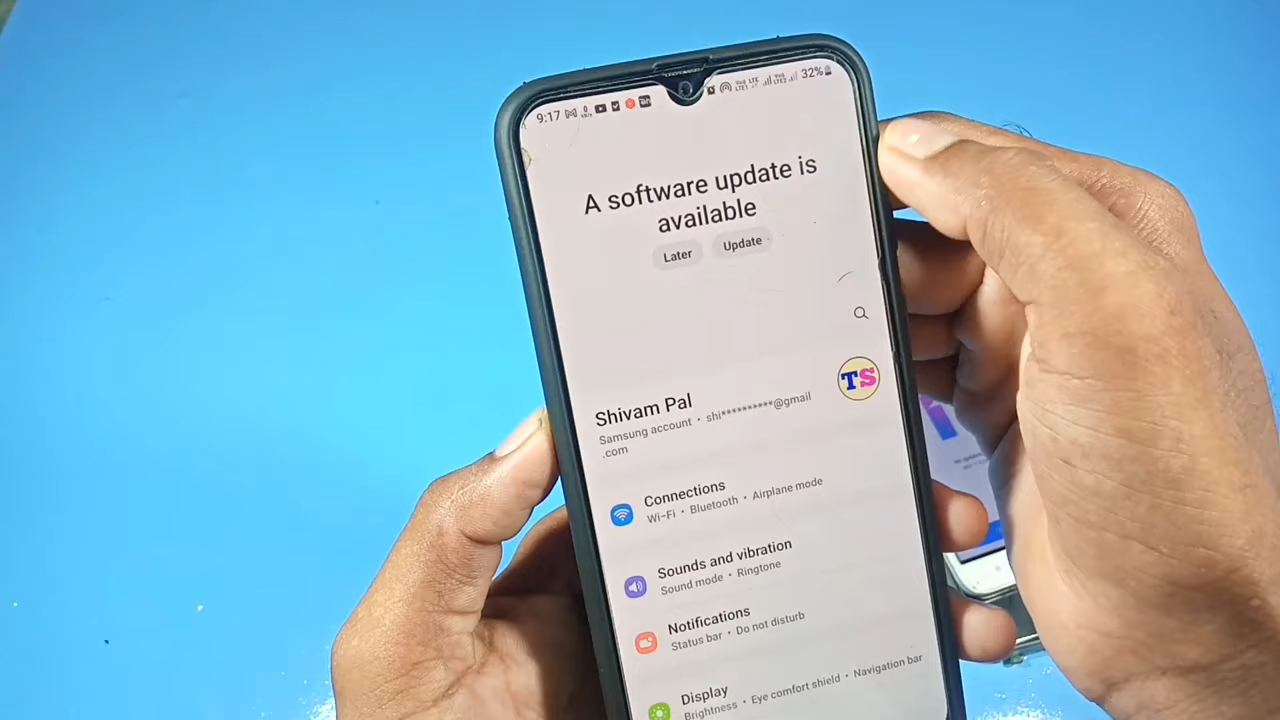 9:17
32%
A software update is
available
Later
Update
TS
Shivam Pal
Samsung account • shi**********@gmail
.com
Connections
Wi-Fi • Bluetooth • Airplane mode
Sounds and vibration
Sound mode • Ringtone
Notifications
Status bar • Do not disturb
Display
Brightness • Eye comfort shield • Navigation bar